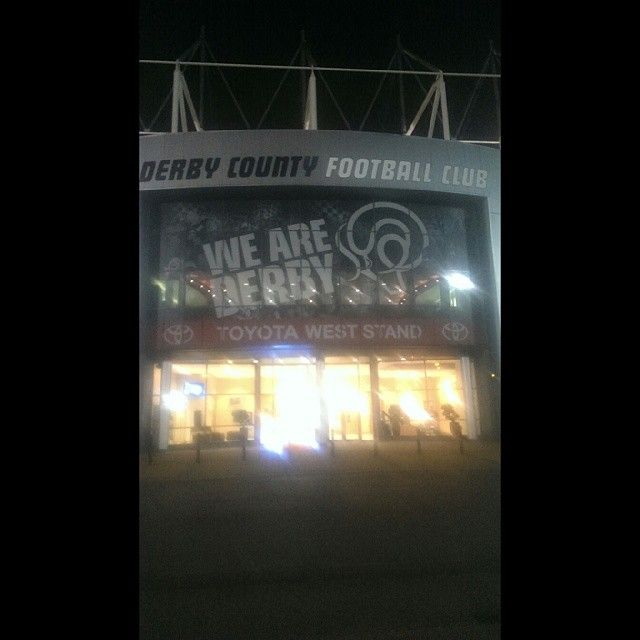 DERBY COUNTY FOOTBALL CLUB
WE ARE
DERBY
TOYOTA WEST STAND